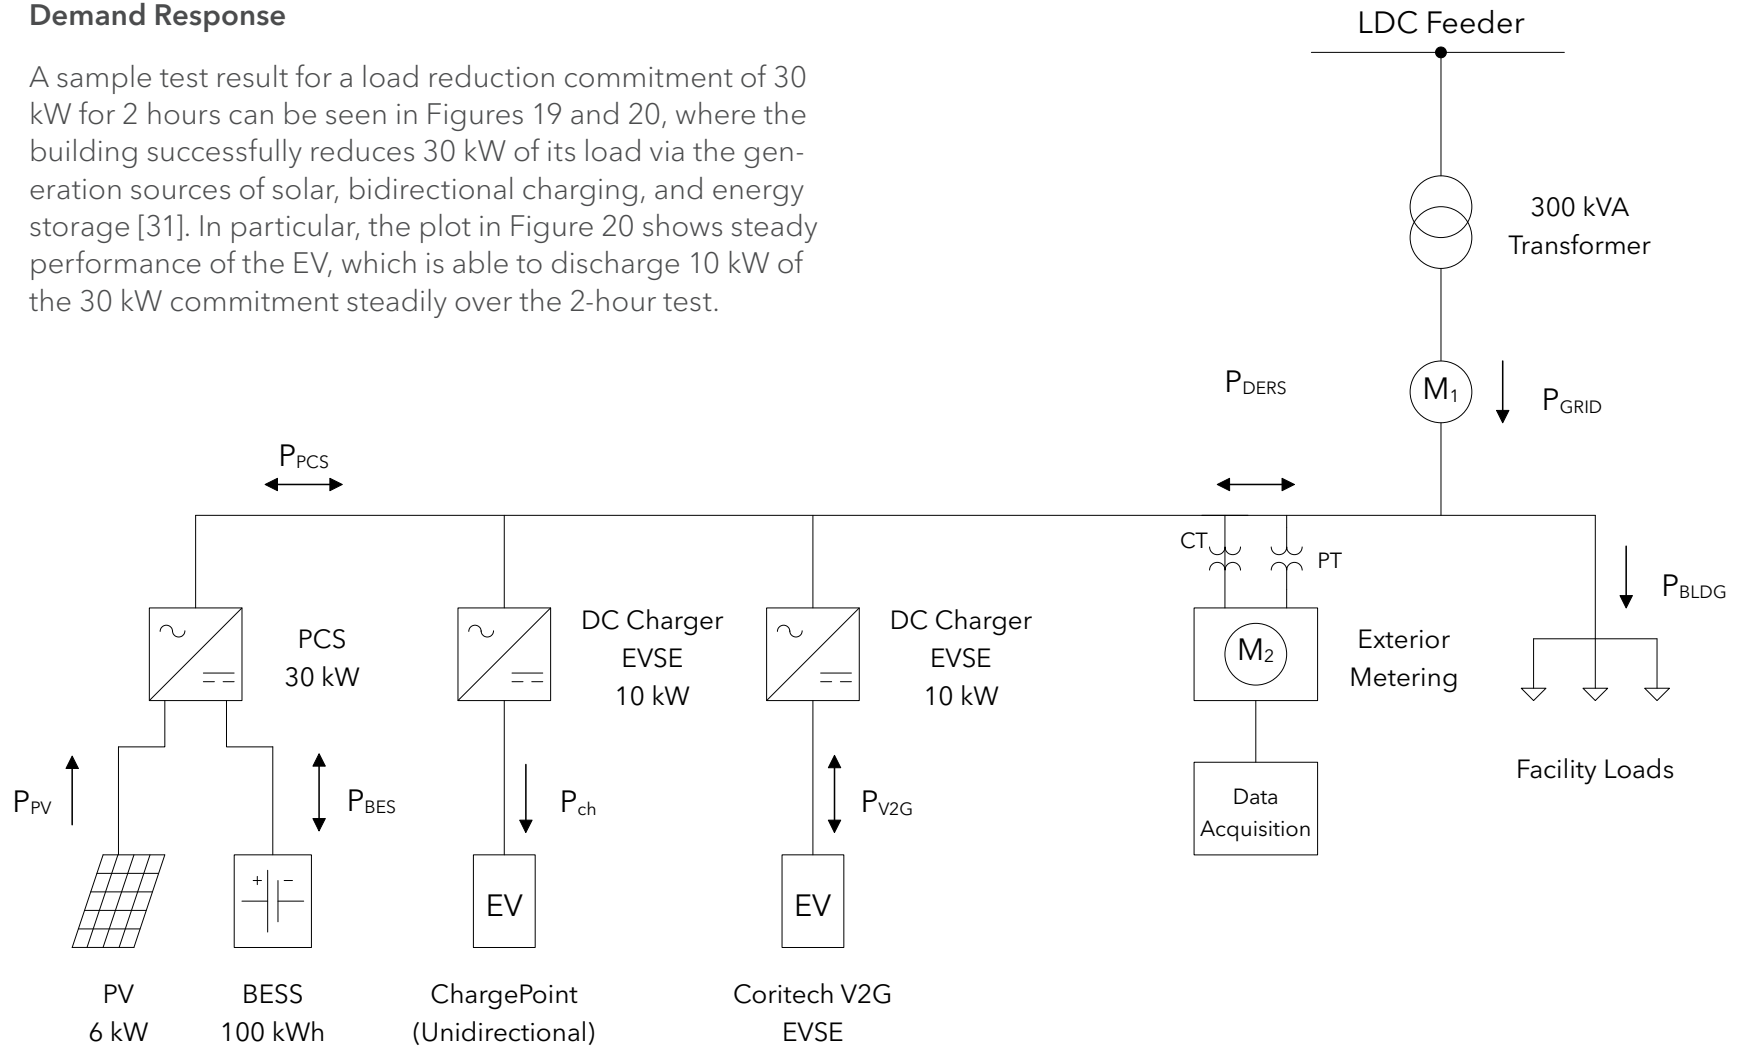 Demand Response
A sample test result for a load reduction commitment of 30
kW for 2 hours can be seen in Figures 19 and 20, where the
building successfully reduces 30 kW of its load via the gen-
eration sources of solar, bidirectional charging, and energy
storage [31]. In particular, the plot in Figure 20 shows steady
performance of the EV, which is able to discharge 10 kW of
the 30 kW commitment steadily over the 2-hour test.
LDC Feeder
300 kVA
Transformer
M1
PGRID
PDERS
PPCS
CT
PT
PBLDG
PCS
30 kW
DC Charger
EVSE
10 kW
DC Charger
EVSE
10 kW
M2
Exterior
Metering
Facility Loads
Data
Acquisition
PPV
PBES
Pch
PV2G
+ −
EV
EV
PV
6 kW
BESS
100 kWh
ChargePoint
(Unidirectional)
Coritech V2G
EVSE